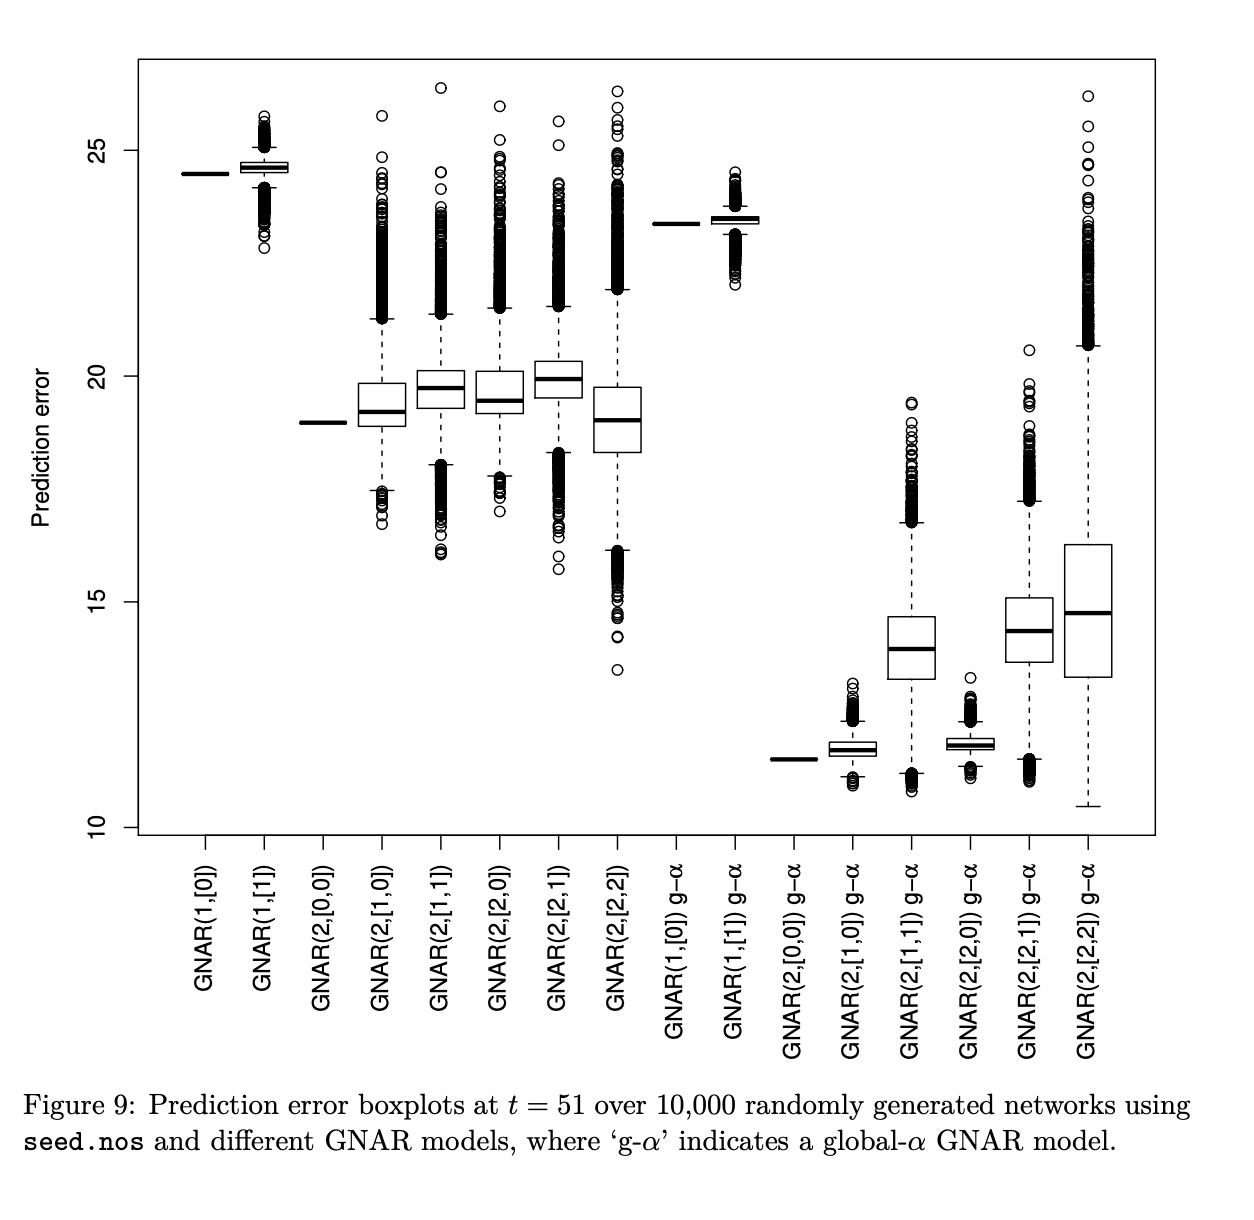 Prediction error
25
20
15
10
GNAR(1,[0])
GNAR(1,[1])
GNAR(2,[0,0])
GNAR(2,[1,0])
GNAR(2,[1,1])
GNAR(2,[2,0])
GNAR(2,[2,1])
GNAR(2,[2,2])
GNAR(1,[0]) g−α
GNAR(1,[1]) g−α
GNAR(2,[0,0]) g−α
GNAR(2,[1,0]) g−α
GNAR(2,[1,1]) g−α
GNAR(2,[2,0]) g−α
GNAR(2,[2,1]) g−α
GNAR(2,[2,2]) g−α
Figure 9: Prediction error boxplots at t = 51 over 10,000 randomly generated networks using
seed.nos and different GNAR models, where ‘g-α’ indicates a global-α GNAR model.